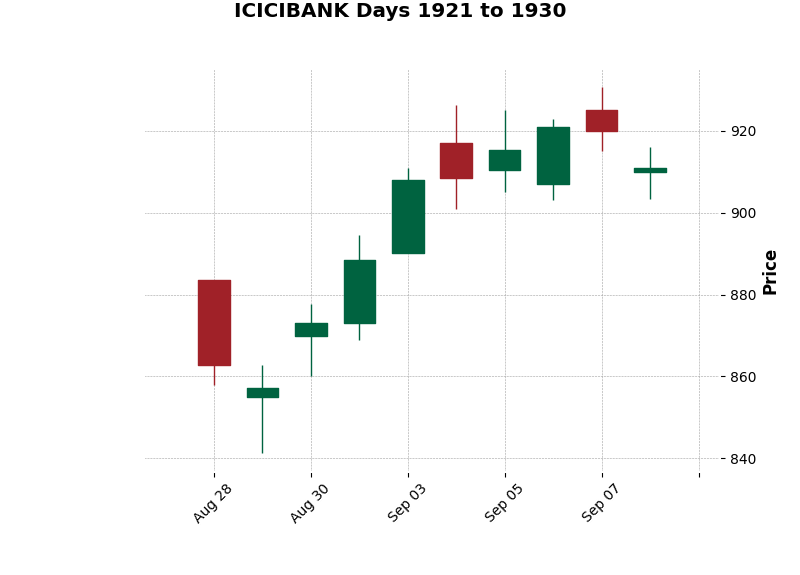 ICICIBANK Days 1921 to 1930
920
900
880
860
840
Price
Aug 28
Aug 30
Sep 03
Sep 05
Sep 07